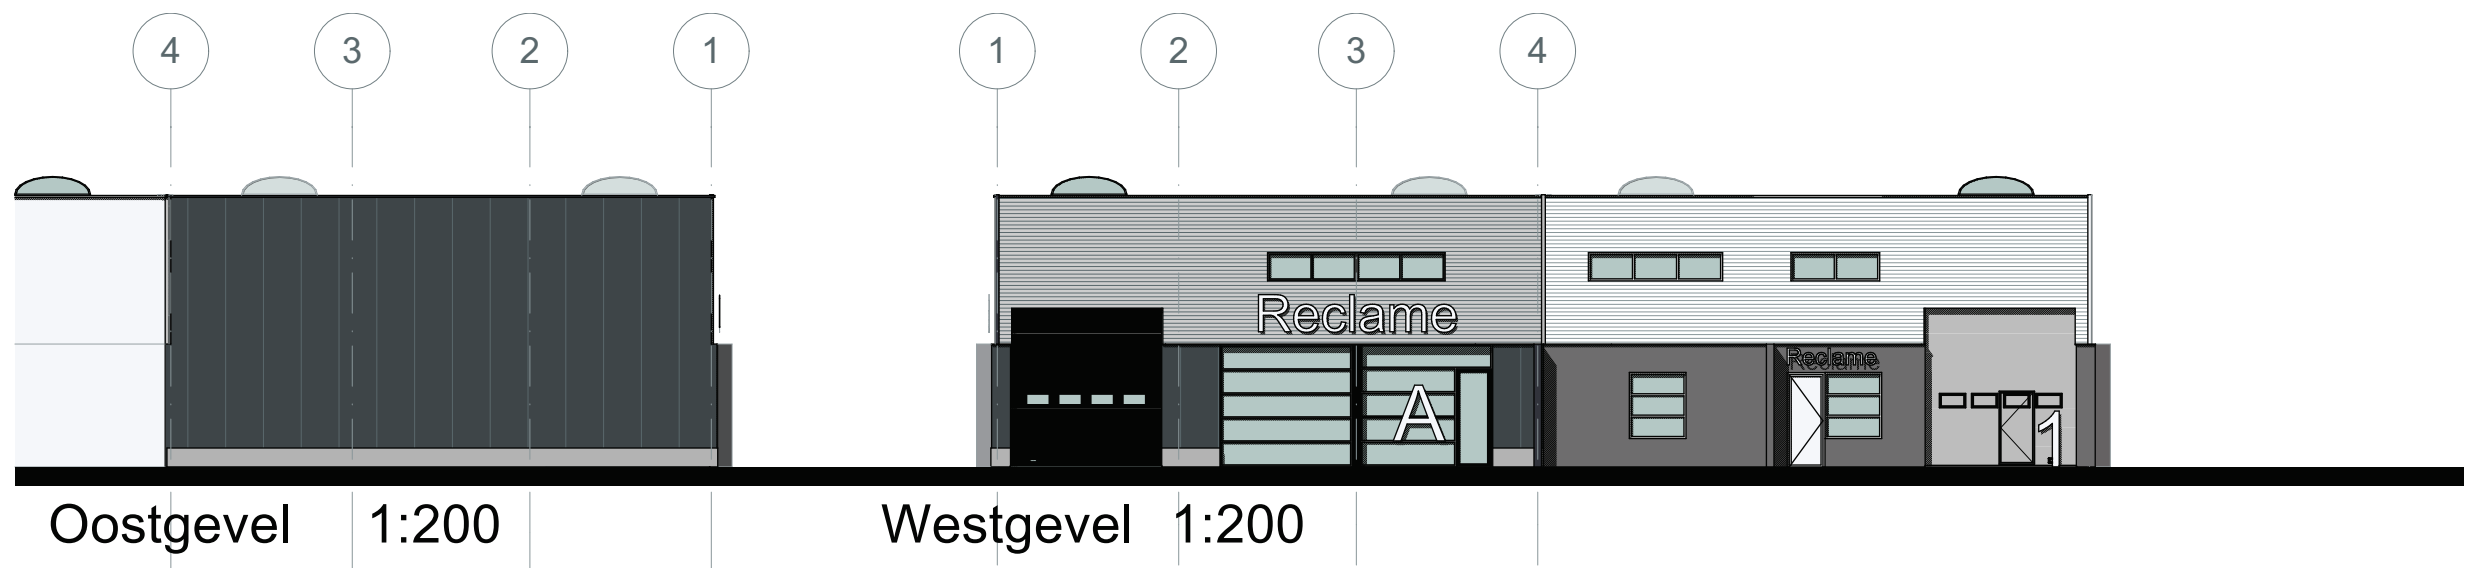 4 3 2 1 1 2 3 4
Reclame
Reclame
A
1
Oostgevel 1:200 Westgevel 1:200